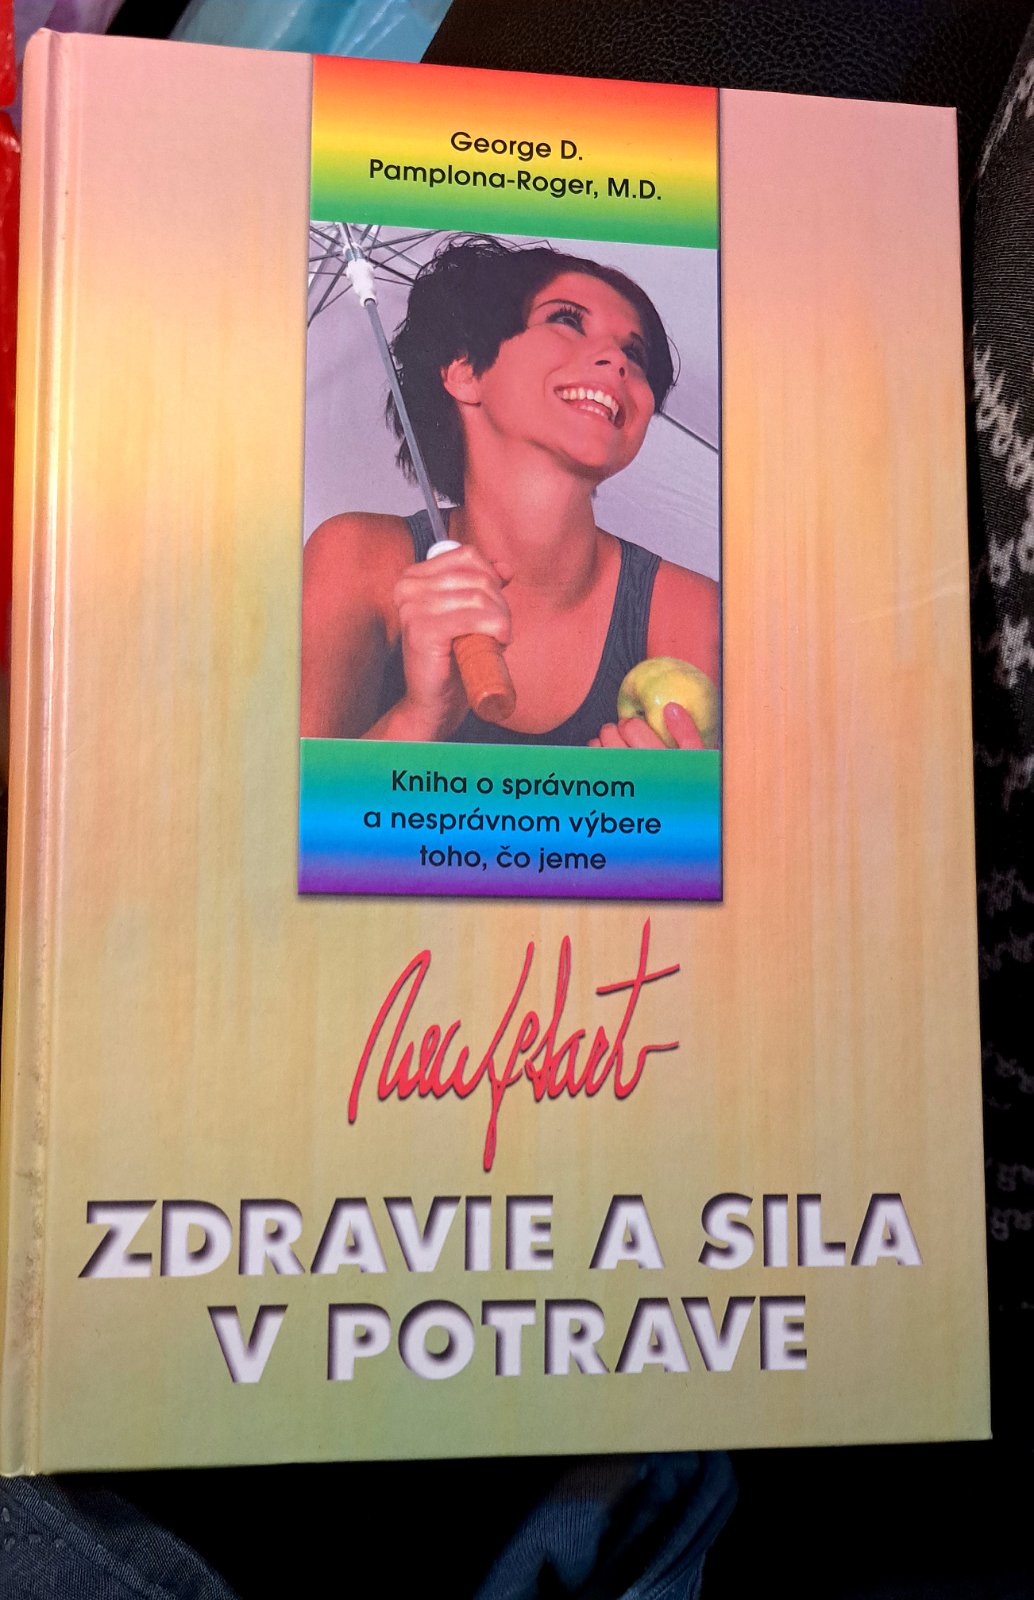 George D.
Pamplona-Roger, M.D.
Kniha o správnom
a nesprávnom výbere
toho, čo jeme
ZDRAVIE A SILA
V POTRAVE